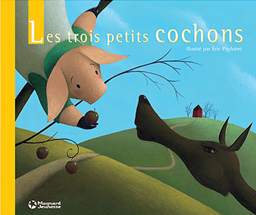 Les trois petits cochons
illustré par Éric Puybaret
Magnard
Jeunesse